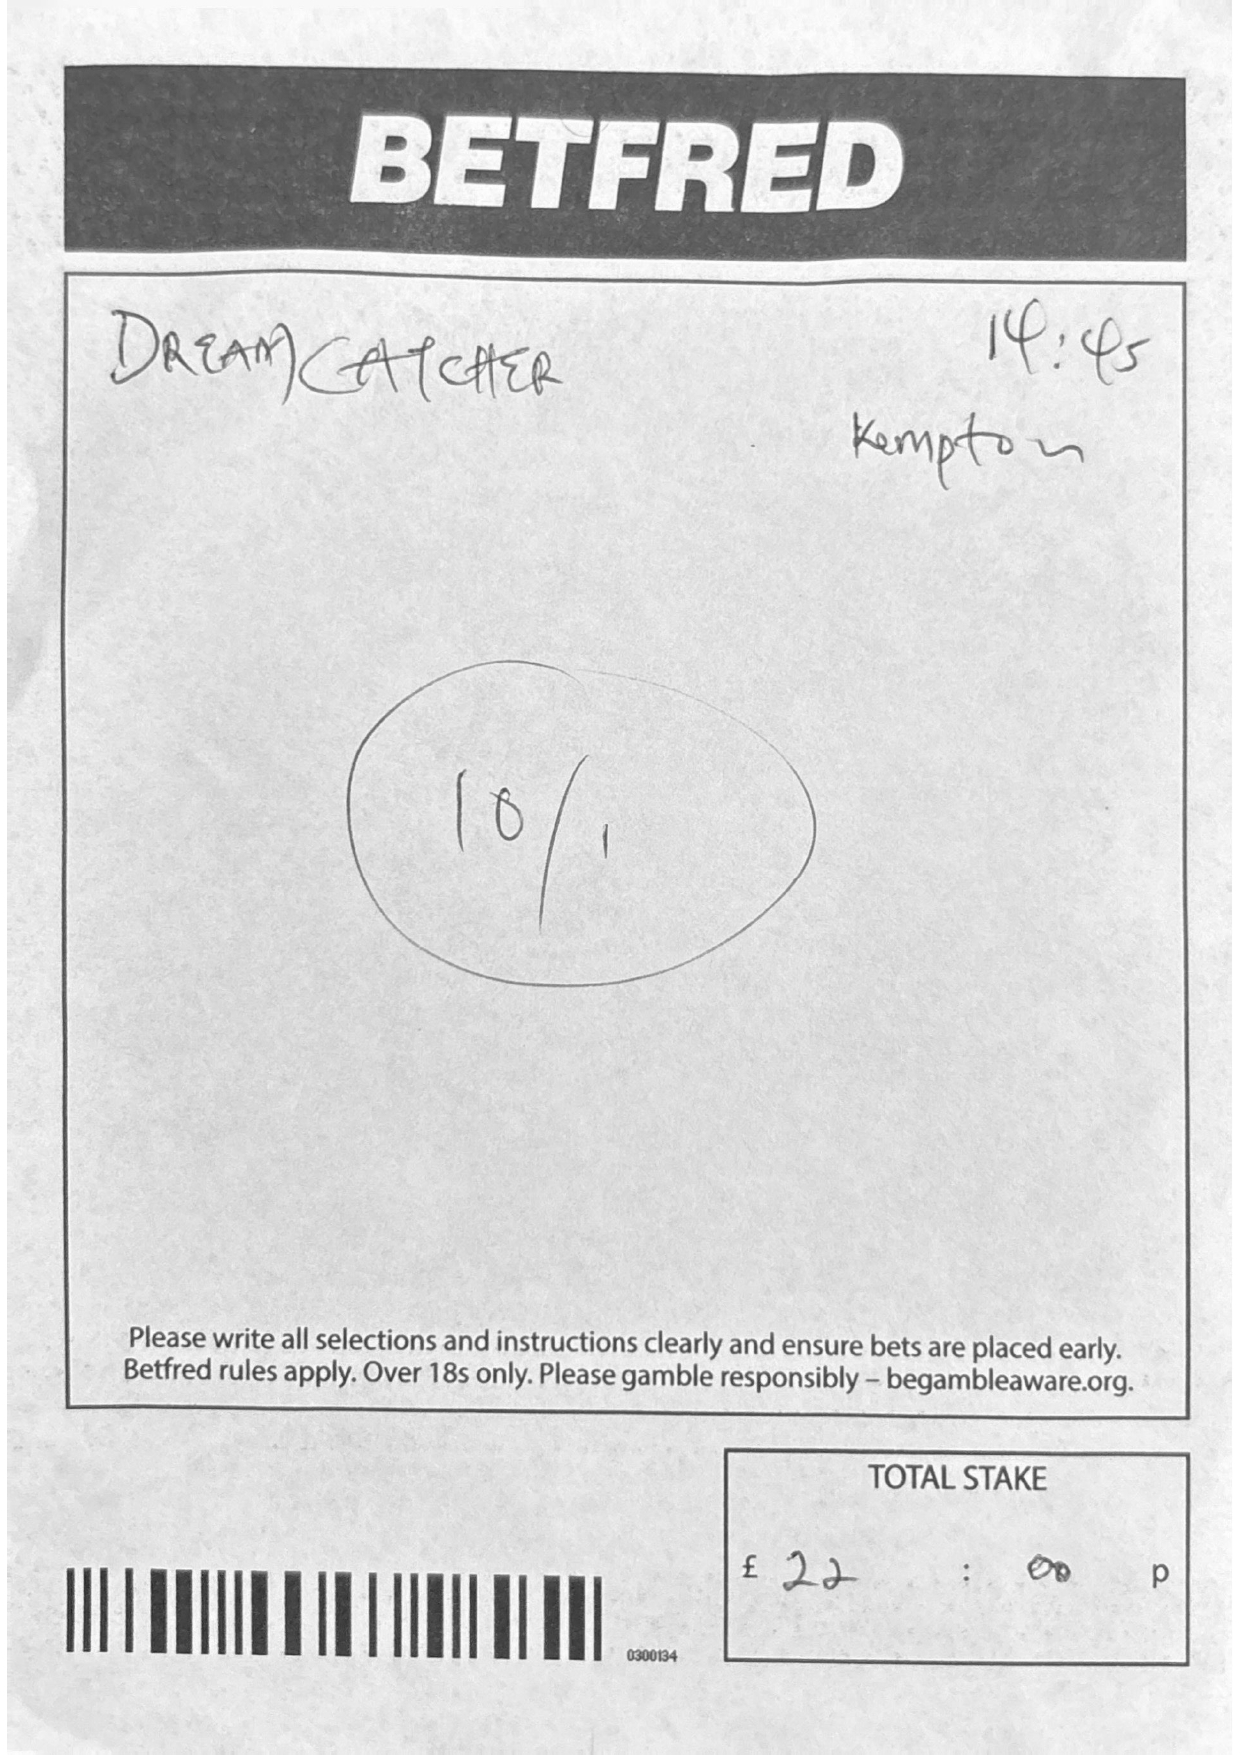 BETFRED
DREAMCATCHER
14:45
Kempton
10/1
Please write all selections and instructions clearly and ensure bets are placed early.
Betfred rules apply. Over 18s only. Please gamble responsibly – begambleaware.org.
TOTAL STAKE
£ 22 : 00 p
0300134